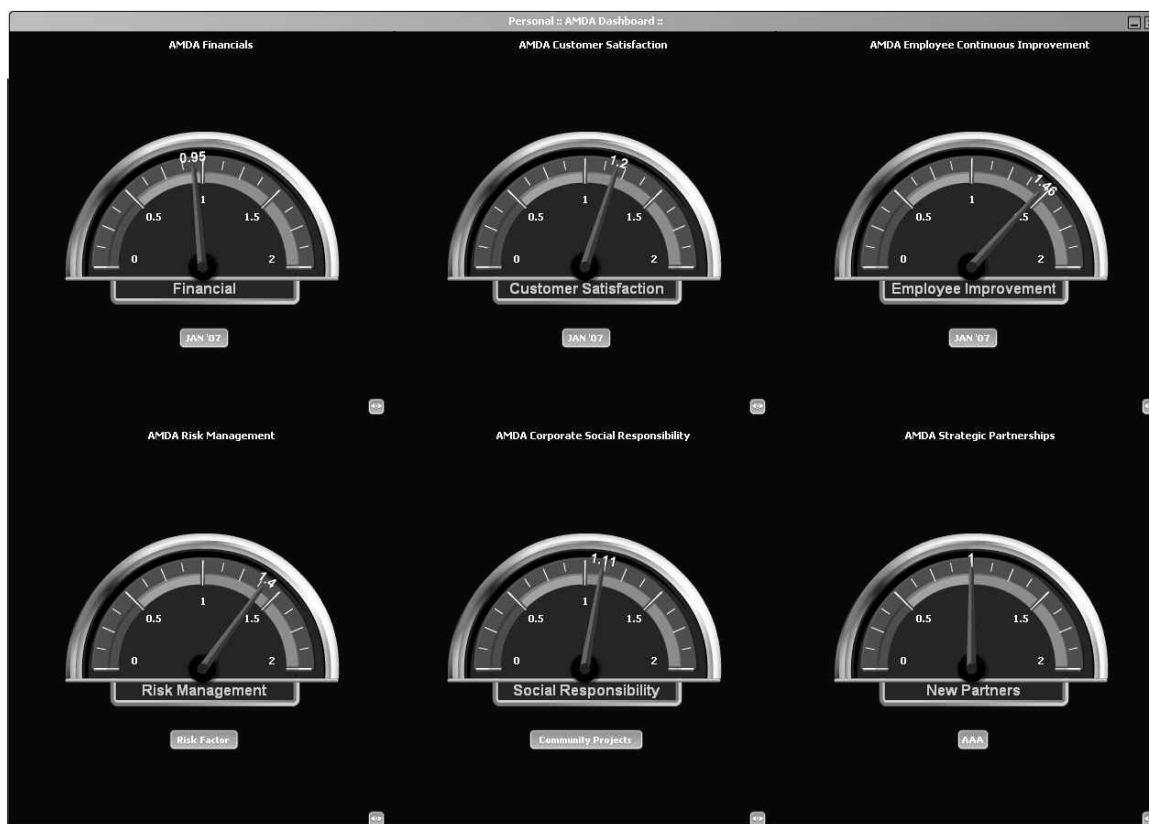 Personal :: AMDA Dashboard ::
AMDA Financials
0.95
0
0.5
1
1.5
2
Financial
JAN '07
AMDA Customer Satisfaction
1.2
0
0.5
1
1.5
2
Customer Satisfaction
JAN '07
AMDA Employee Continuous Improvement
1.46
0
0.5
1
1.5
2
Employee Improvement
JAN '07
AMDA Risk Management
1.4
0
0.5
1
1.5
2
Risk Management
Risk Factor
AMDA Corporate Social Responsibility
1.11
0
0.5
1
1.5
2
Social Responsibility
Community Projects
AMDA Strategic Partnerships
1
0
0.5
1.5
2
New Partners
AAA